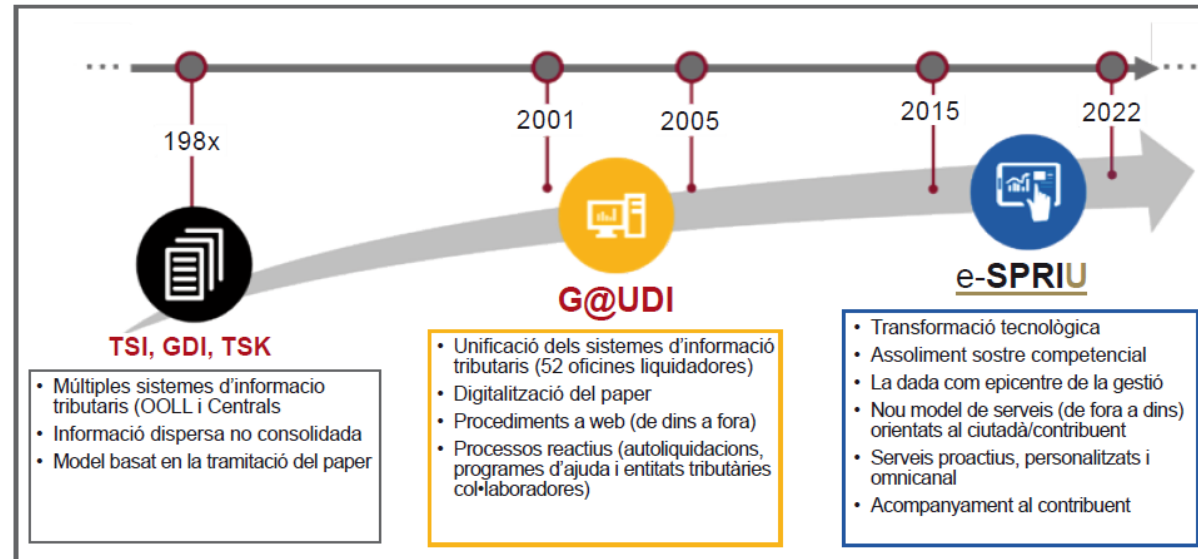 198x
2001
2005
2015
2022
TSI, GDI, TSK
• Múltiples sistemes d'informacio
tributaris (OOLL i Centrals
• Informació dispersa no consolidada
• Model basat en la tramitació del paper
G@UDI
• Unificació dels sistemes d'informació
tributaris (52 oficines liquidadores)
• Digitalització del paper
• Procediments a web (de dins a fora)
• Processos reactius (autoliquidacions,
programes d'ajuda i entitats tributàries
col•laboradores)
e-SPRIU
• Transformació tecnològica
• Assoliment sostre competencial
• La dada com epicentre de la gestió
• Nou model de serveis (de fora a dins)
orientats al ciutadà/contribuent
• Serveis proactius, personalitzats i
omnicanal
• Acompanyament al contribuent